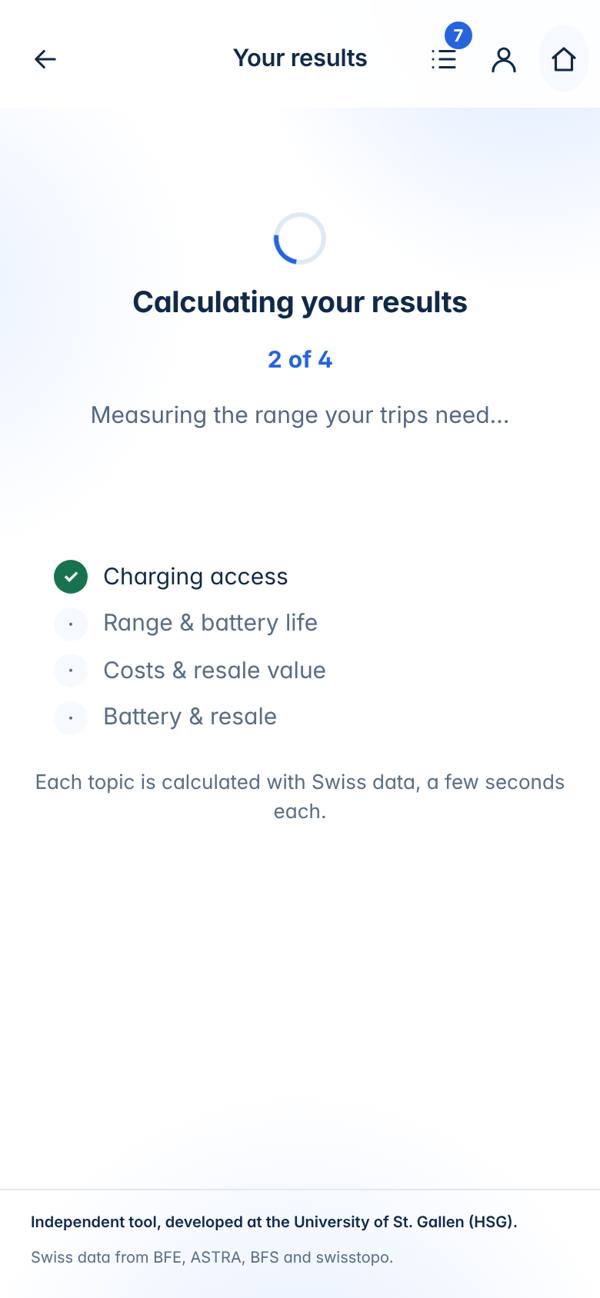 Your results
7
Calculating your results
2 of 4
Measuring the range your trips need...
Charging access
Range & battery life
Costs & resale value
Battery & resale
Each topic is calculated with Swiss data, a few seconds
each.
Independent tool, developed at the University of St. Gallen (HSG).
Swiss data from BFE, ASTRA, BFS and swisstopo.